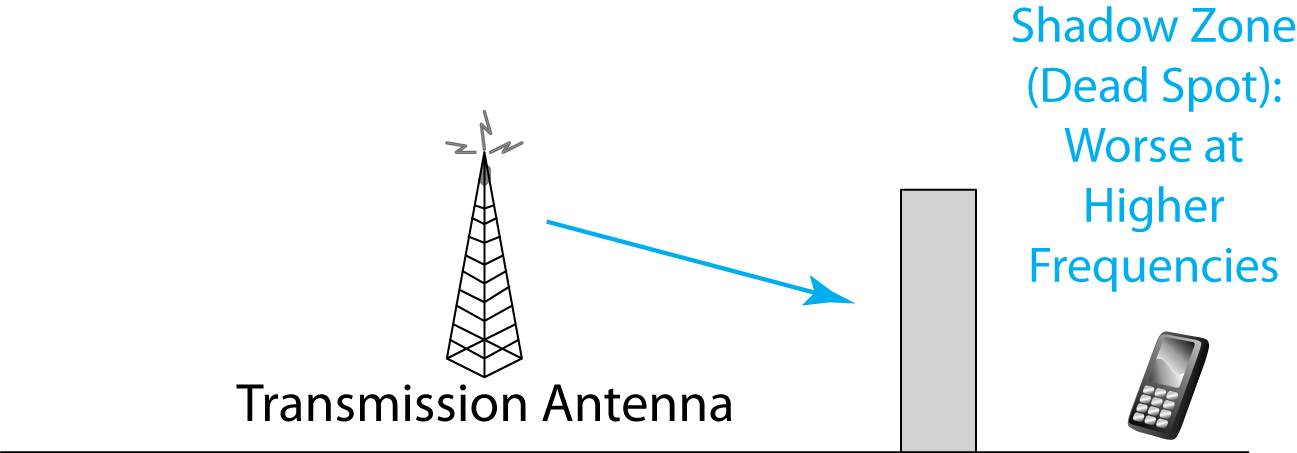 Shadow Zone
(Dead Spot):
Worse at
Higher
Frequencies
Transmission Antenna